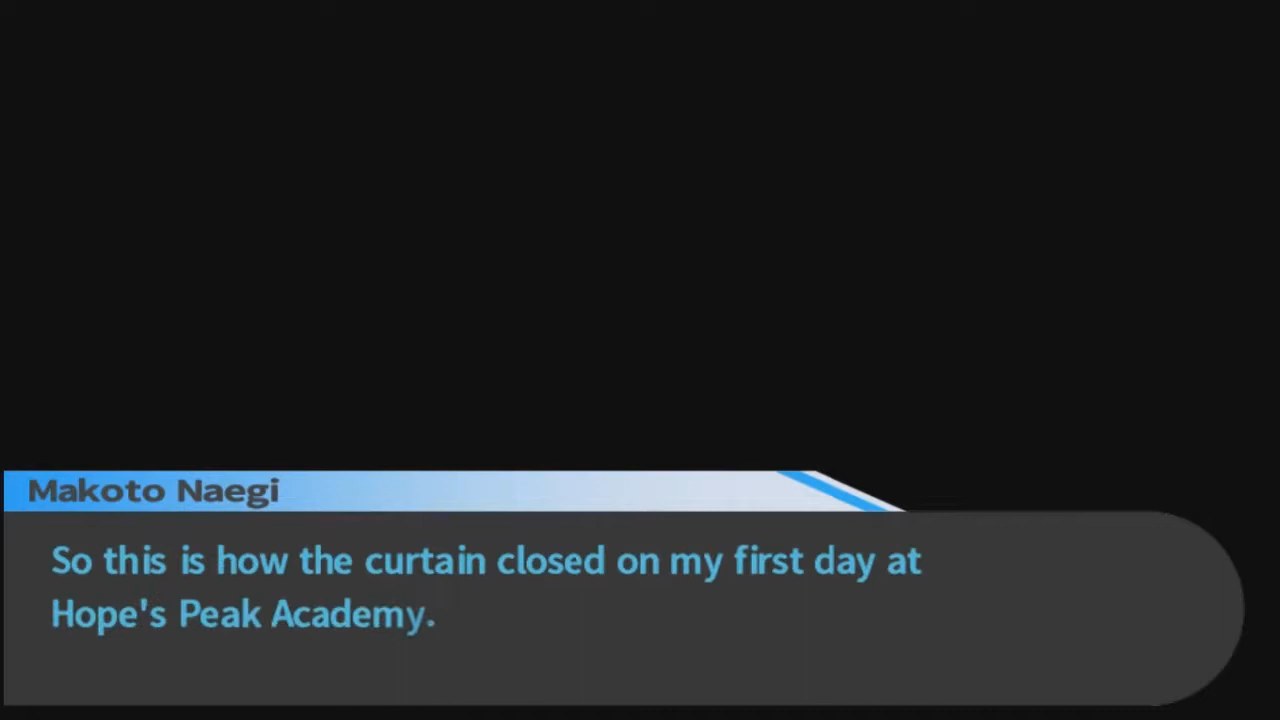 Makoto Naegi
So this is how the curtain closed on my first day at
Hope's Peak Academy.